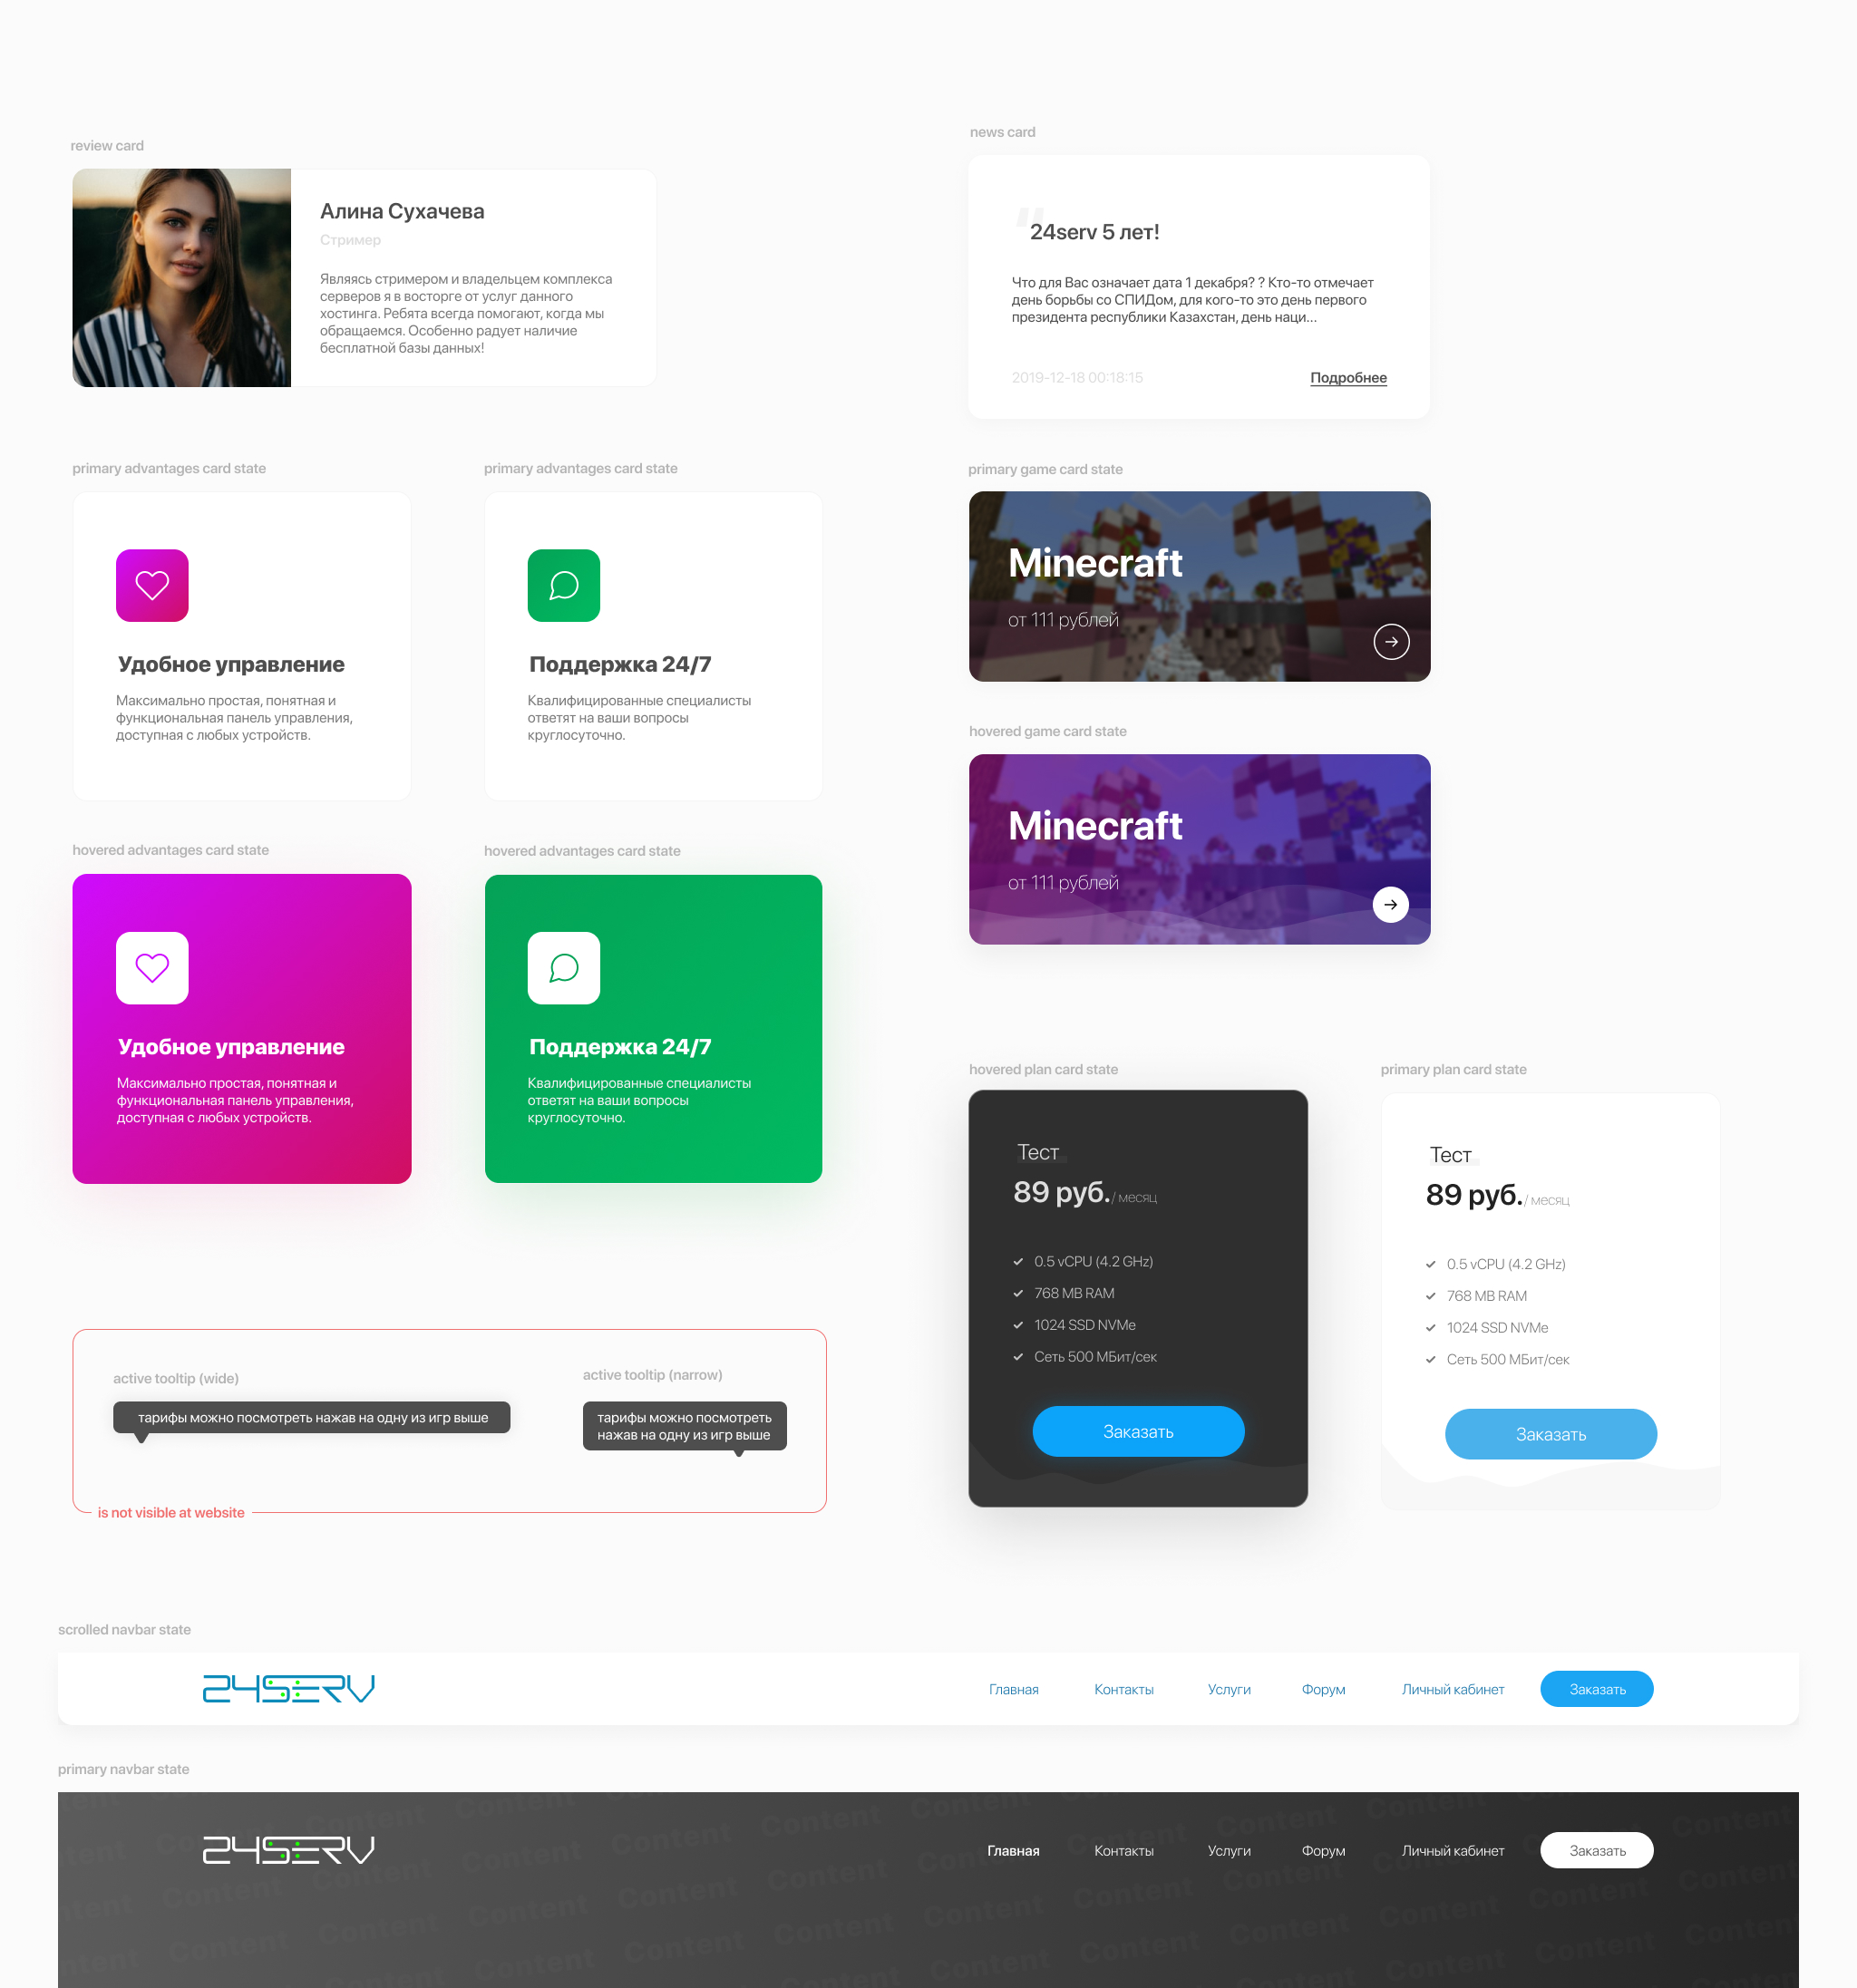 review card
Алина Сухачева
Стример
Являясь стримером и владельцем комплекса
серверов я в восторге от услуг данного
хостинга. Ребята всегда помогают, когда мы
обращаемся. Особенно радует наличие
бесплатной базы данных!
news card
"
24serv 5 лет!
Что для Вас означает дата 1 декабря? ? Кто-то отмечает
день борьбы со СПИДом, для кого-то это день первого
президента республики Казахстан, день наци...
2019-12-18 00:18:15
Подробнее
primary advantages card state
Удобное управление
Максимально простая, понятная и
функциональная панель управления,
доступная с любых устройств.
primary advantages card state
Поддержка 24/7
Квалифицированные специалисты
ответят на ваши вопросы
круглосуточно.
primary game card state
Minecraft
от 111 рублей
hovered game card state
Minecraft
от 111 рублей
hovered advantages card state
Удобное управление
Максимально простая, понятная и
функциональная панель управления,
доступная с любых устройств.
hovered advantages card state
Поддержка 24/7
Квалифицированные специалисты
ответят на ваши вопросы
круглосуточно.
hovered plan card state
Тест
89 руб./ месяц
0.5 vCPU (4.2 GHz)
768 MB RAM
1024 SSD NVMe
Сеть 500 МБит/сек
Заказать
primary plan card state
Тест
89 руб./ месяц
0.5 vCPU (4.2 GHz)
768 MB RAM
1024 SSD NVMe
Сеть 500 МБит/сек
Заказать
active tooltip (wide)
тарифы можно посмотреть нажав на одну из игр выше
active tooltip (narrow)
тарифы можно посмотреть
нажав на одну из игр выше
is not visible at website
scrolled navbar state
24SERV Главная Контакты Услуги Форум Личный кабинет Заказать
primary navbar state
24SERV Главная Контакты Услуги Форум Личный кабинет Заказать